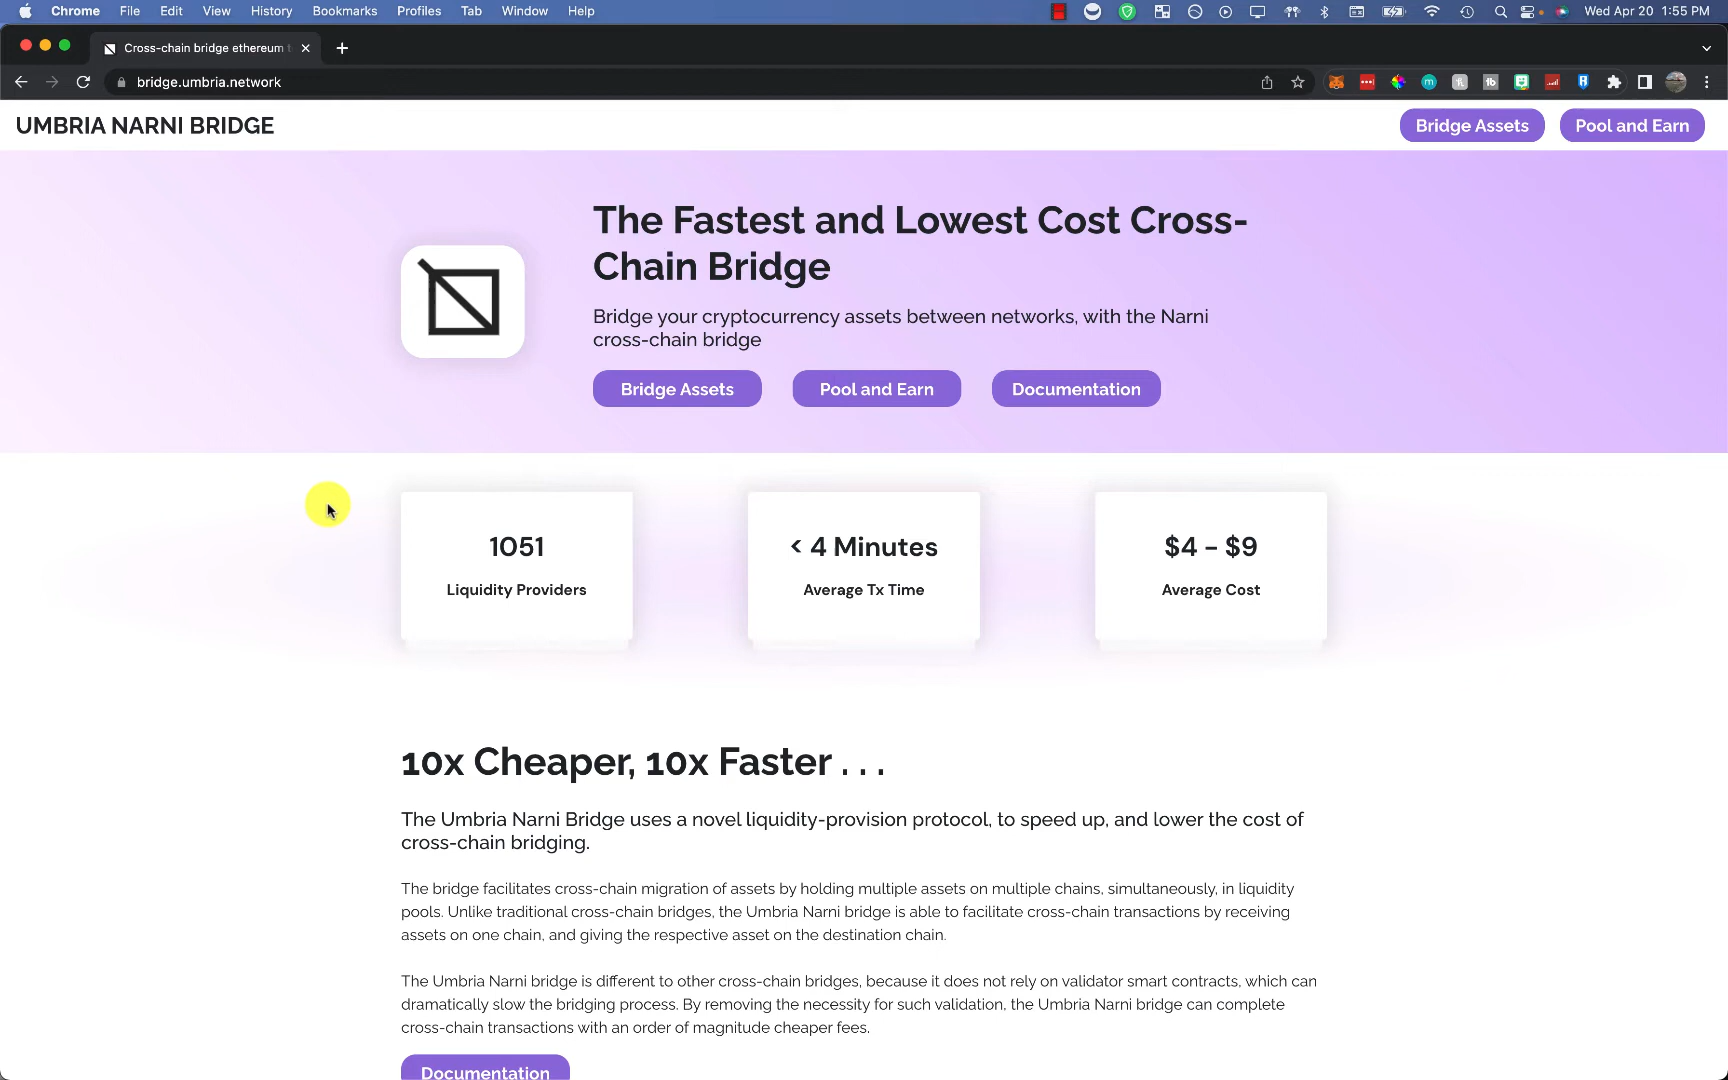 Chrome File Edit View History Bookmarks Profiles Tab Window Help Wed Apr 20 1:55 PM
Cross-chain bridge ethereum
bridge.umbria.network
UMBRIA NARNI BRIDGE
Bridge Assets
Pool and Earn
The Fastest and Lowest Cost Cross-
Chain Bridge
Bridge your cryptocurrency assets between networks, with the Narni
cross-chain bridge
Bridge Assets
Pool and Earn
Documentation
1051
Liquidity Providers
< 4 Minutes
Average Tx Time
$4 - $9
Average Cost
10x Cheaper, 10x Faster . . .
The Umbria Narni Bridge uses a novel liquidity-provision protocol, to speed up, and lower the cost of
cross-chain bridging.
The bridge facilitates cross-chain migration of assets by holding multiple assets on multiple chains, simultaneously, in liquidity
pools. Unlike traditional cross-chain bridges, the Umbria Narni bridge is able to facilitate cross-chain transactions by receiving
assets on one chain, and giving the respective asset on the destination chain.
The Umbria Narni bridge is different to other cross-chain bridges, because it does not rely on validator smart contracts, which can
dramatically slow the bridging process. By removing the necessity for such validation, the Umbria Narni bridge can complete
cross-chain transactions with an order of magnitude cheaper fees.
Documentation